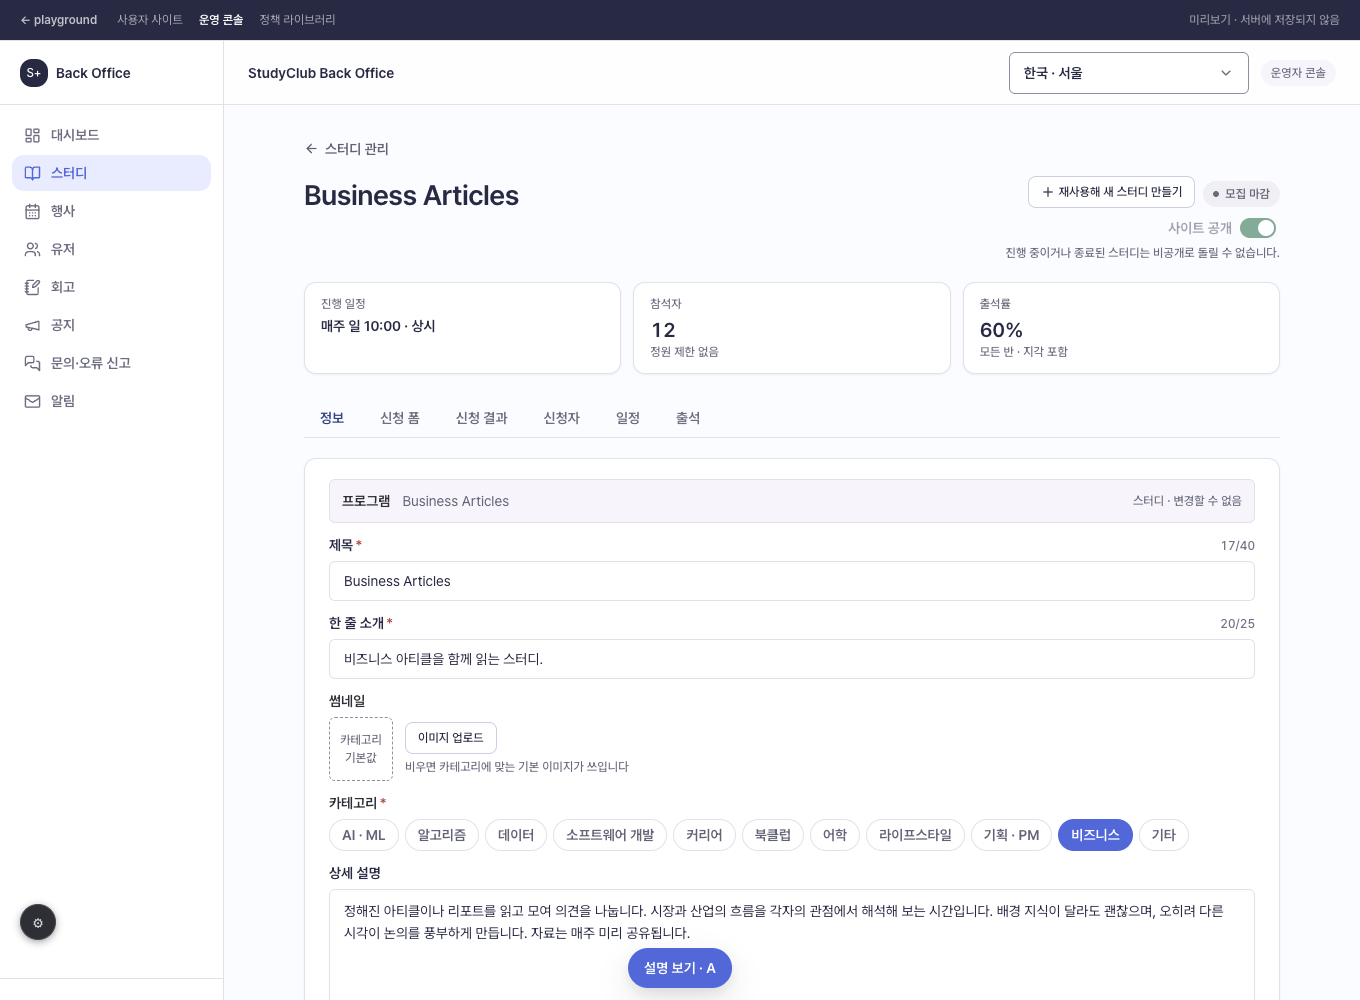 ← playground 사용자 사이트 운영 콘솔 정책 라이브러리 미리보기 · 서버에 저장되지 않음
S+ Back Office
StudyClub Back Office
한국 · 서울
운영자 콘솔
대시보드
스터디
행사
유저
회고
공지
문의·오류 신고
알림
← 스터디 관리
Business Articles
+ 재사용해 새 스터디 만들기
모집 마감
사이트 공개
진행 중이거나 종료된 스터디는 비공개로 돌릴 수 없습니다.
진행 일정
매주 일 10:00 · 상시
참석자
12
정원 제한 없음
출석률
60%
모든 반 · 지각 포함
정보 신청 폼 신청 결과 신청자 일정 출석
프로그램 Business Articles 스터디 · 변경할 수 없음
제목* 17/40
Business Articles
한 줄 소개* 20/25
비즈니스 아티클을 함께 읽는 스터디.
썸네일
카테고리
기본값
이미지 업로드
비우면 카테고리에 맞는 기본 이미지가 쓰입니다
카테고리*
AI · ML 알고리즘 데이터 소프트웨어 개발 커리어 북클럽 어학 라이프스타일 기획 · PM 비즈니스 기타
상세 설명
정해진 아티클이나 리포트를 읽고 모여 의견을 나눕니다. 시장과 산업의 흐름을 각자의 관점에서 해석해 보는 시간입니다. 배경 지식이 달라도 괜찮으며, 오히려 다른
시각이 논의를 풍부하게 만듭니다. 자료는 매주 미리 공유됩니다.
설명 보기 · A